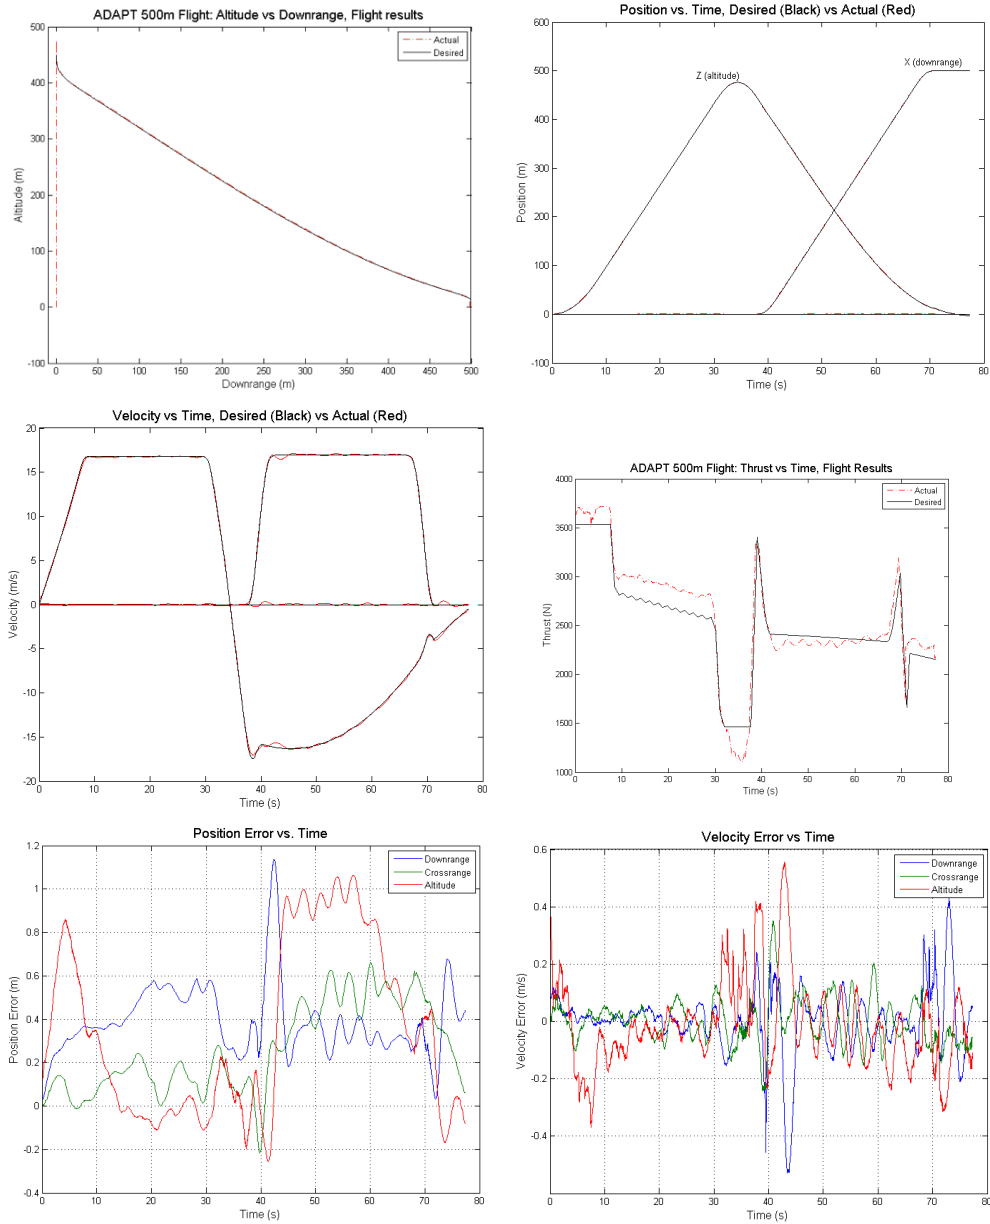 ADAPT 500m Flight: Altitude vs Downrange, Flight results
500
400
300
200
100
0
-100
Altitude (m)
Actual
Desired
0 50 100 150 200 250 300 350 400 450 500
Downrange (m)
Position vs. Time, Desired (Black) vs Actual (Red)
600
500
400
300
200
100
0
-100
Position (m)
Z (altitude)
X (downrange)
0 10 20 30 40 50 60 70 80
Time (s)
Velocity vs Time, Desired (Black) vs Actual (Red)
20
15
10
5
0
-5
-10
-15
-20
Velocity (m/s)
0 10 20 30 40 50 60 70 80
Time (s)
ADAPT 500m Flight: Thrust vs Time, Flight Results
4000
3500
3000
2500
2000
1500
1000
Thrust (N)
Actual
Desired
0 10 20 30 40 50 60 70 80
Time (s)
Position Error vs. Time
1.2
1
0.8
0.6
0.4
0.2
0
-0.2
-0.4
Position Error (m)
Downrange
Crossrange
Altitude
0 10 20 30 40 50 60 70 80
Time (s)
Velocity Error vs Time
0.6
0.4
0.2
0
-0.2
-0.4
Velocity Error (m/s)
Downrange
Crossrange
Altitude
0 10 20 30 40 50 60 70 80
Time (s)